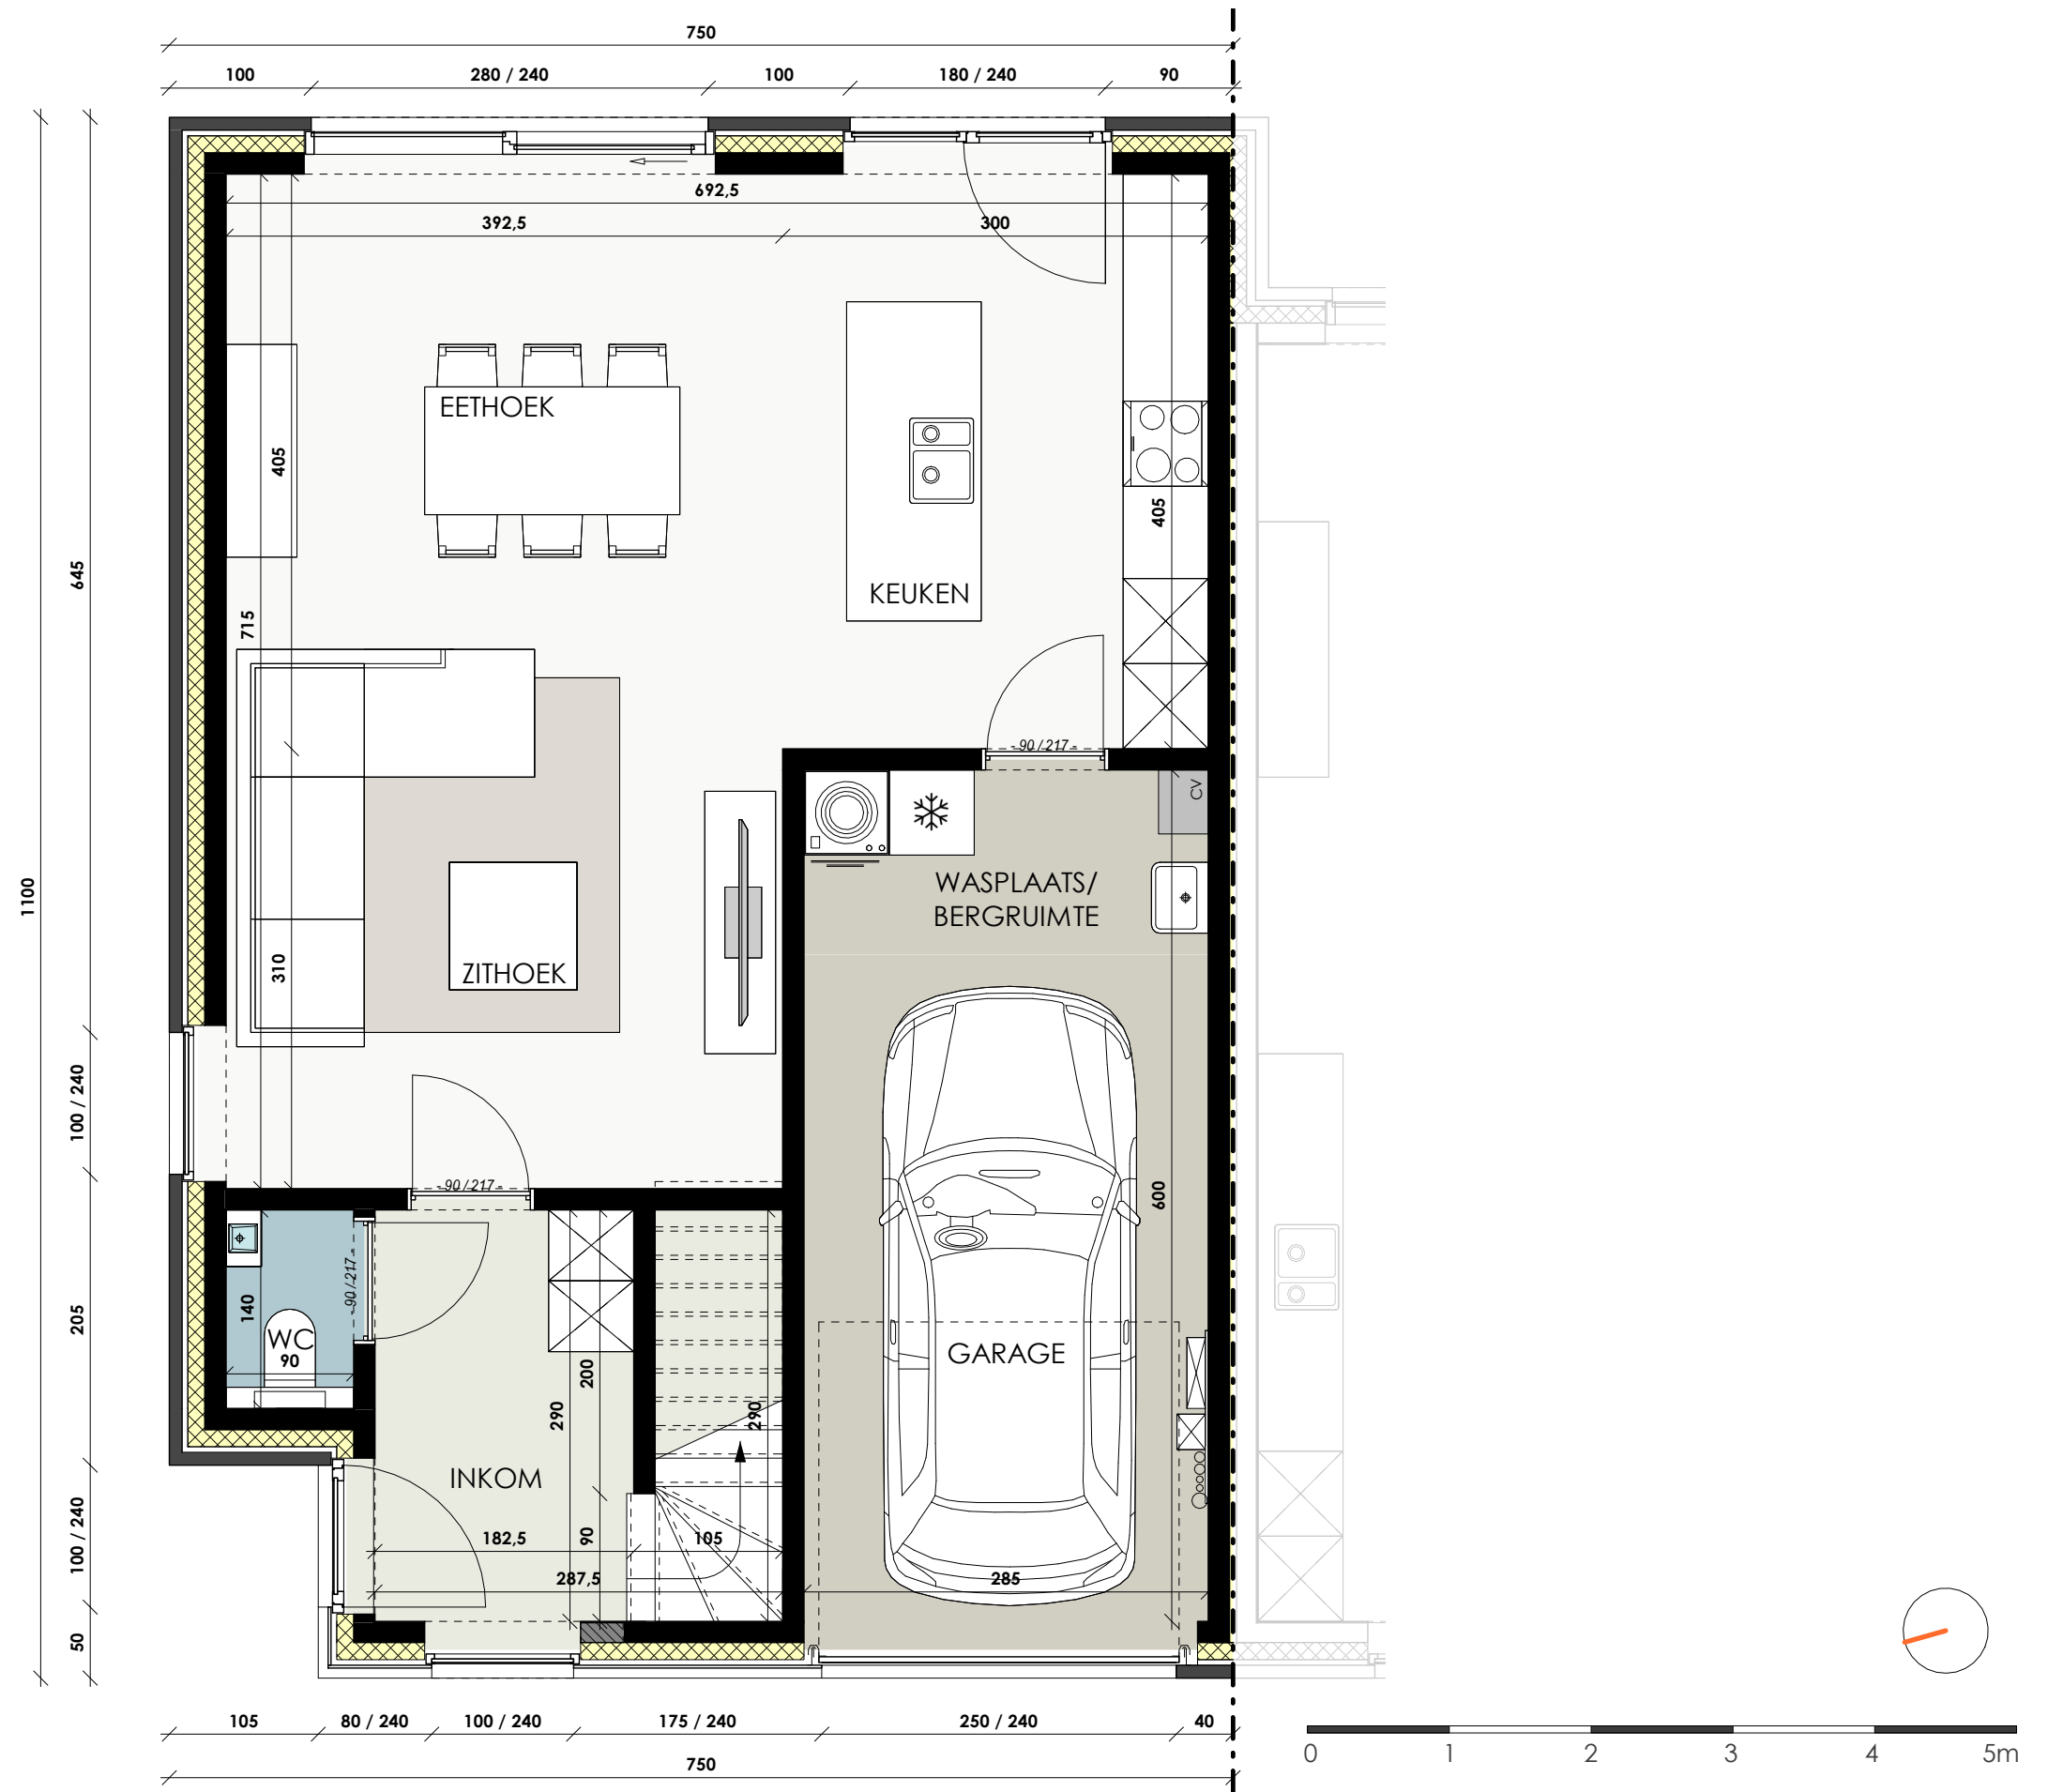 750
100 280 / 240 100 180 / 240 90
692,5
392,5 300
EETHOEK
405
405
KEUKEN
645
715
- 90 / 217 -
CV
WASPLAATS/
BERGRUIMTE
1100
310
ZITHOEK
100 / 240
- 90 / 217 -
600
205
- 90 / 217 -
140
WC
90
GARAGE
200
290
290
INKOM
100 / 240
182,5
90
105
287,5
285
50
105 80 / 240 100 / 240 175 / 240 250 / 240 40
750
0 1 2 3 4 5m